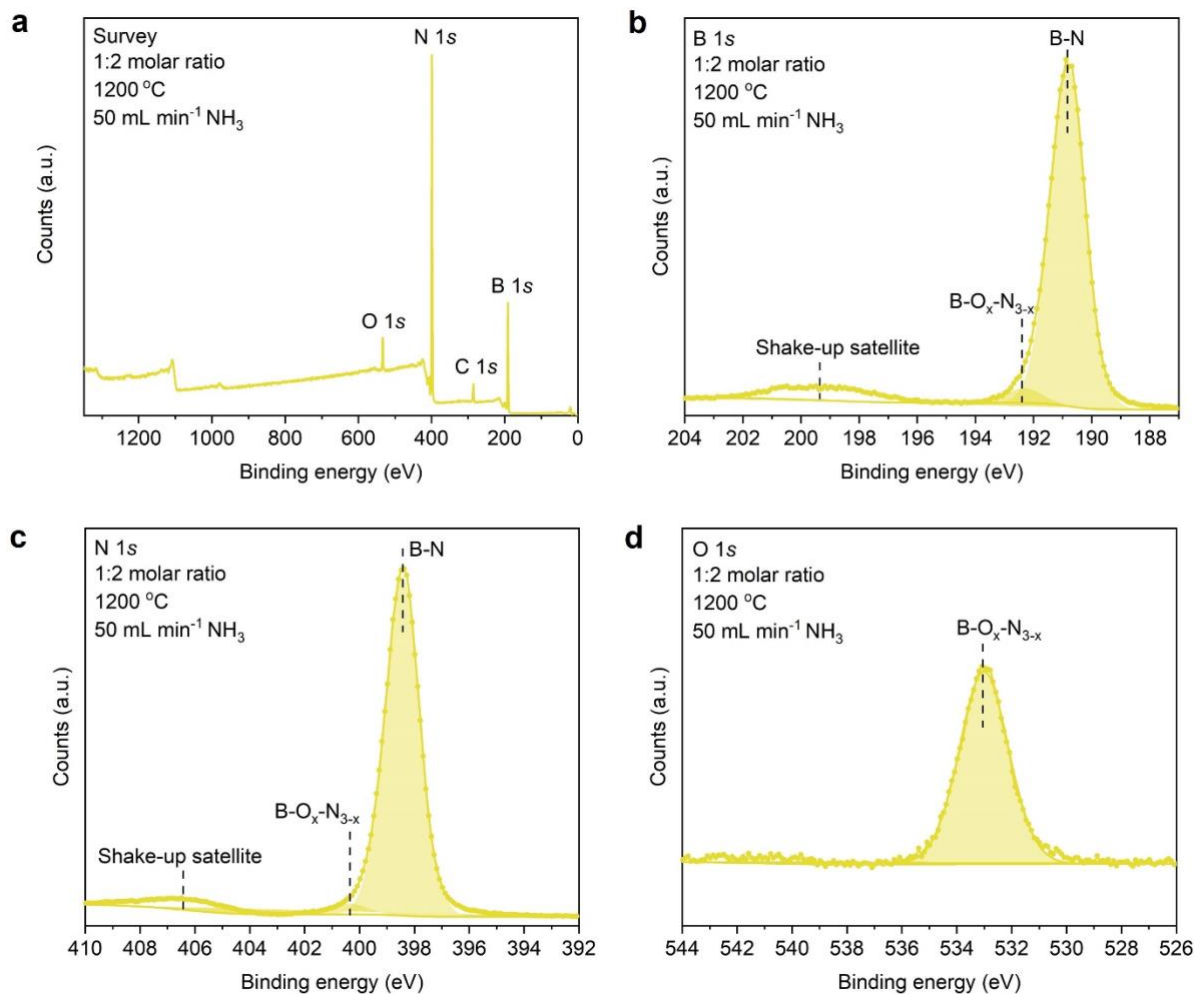 a
Survey
1:2 molar ratio
1200 °C
50 mL min⁻¹ NH₃
N 1s
O 1s
C 1s
B 1s
Counts (a.u.)
1200 1000 800 600 400 200 0
Binding energy (eV)
b
B 1s
1:2 molar ratio
1200 °C
50 mL min⁻¹ NH₃
B-N
B-Oₓ-N₃₋ₓ
Shake-up satellite
Counts (a.u.)
204 202 200 198 196 194 192 190 188
Binding energy (eV)
c
N 1s
1:2 molar ratio
1200 °C
50 mL min⁻¹ NH₃
B-N
B-Oₓ-N₃₋ₓ
Shake-up satellite
Counts (a.u.)
410 408 406 404 402 400 398 396 394 392
Binding energy (eV)
d
O 1s
1:2 molar ratio
1200 °C
50 mL min⁻¹ NH₃
B-Oₓ-N₃₋ₓ
Counts (a.u.)
544 542 540 538 536 534 532 530 528 526
Binding energy (eV)